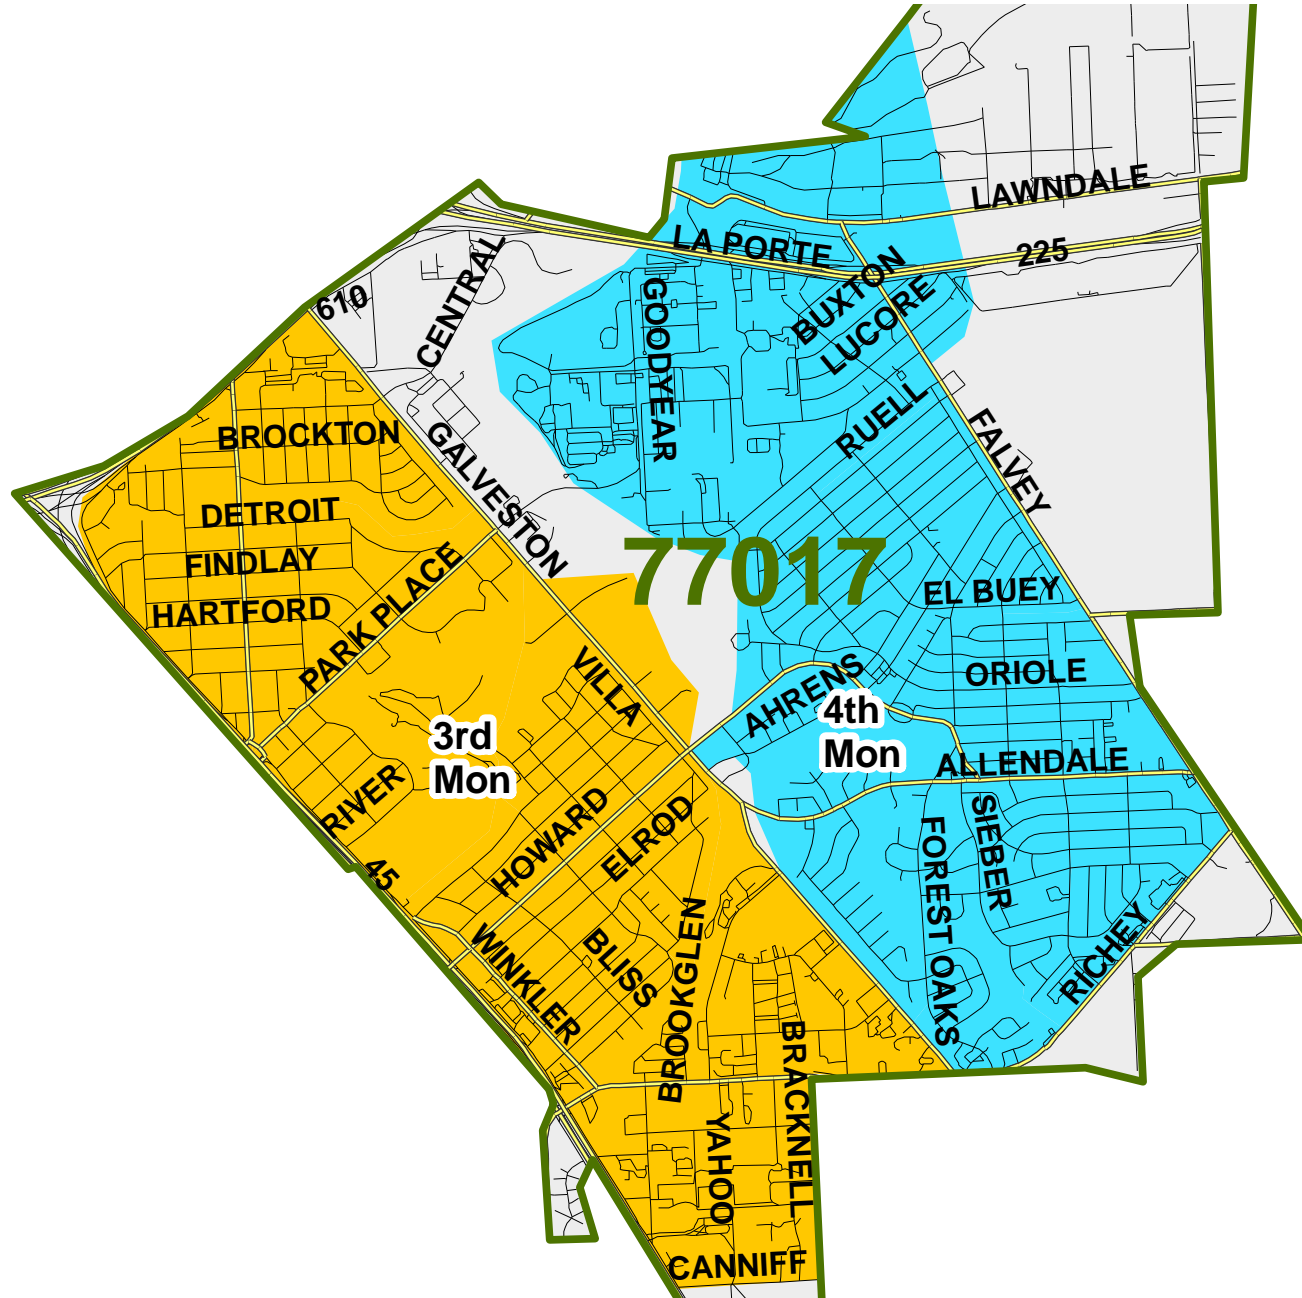 LAWNDALE
LA PORTE
225
BUXTON
LUCORE
610
CENTRAL
GOODYEAR
RUELL
FALVEY
BROCKTON
GALVESTON
DETROIT
FINDLAY
HARTFORD
PARK PLACE
77017
EL BUEY
ORIOLE
VILLA
AHRENS
3rd
Mon
4th
Mon
ALLENDALE
RIVER
45
HOWARD
ELROD
SIEBER
FOREST OAKS
WINKLER
BLISS
BROOKGLEN
RICHEY
BRACKNELL
YAHOO
CANNIFF